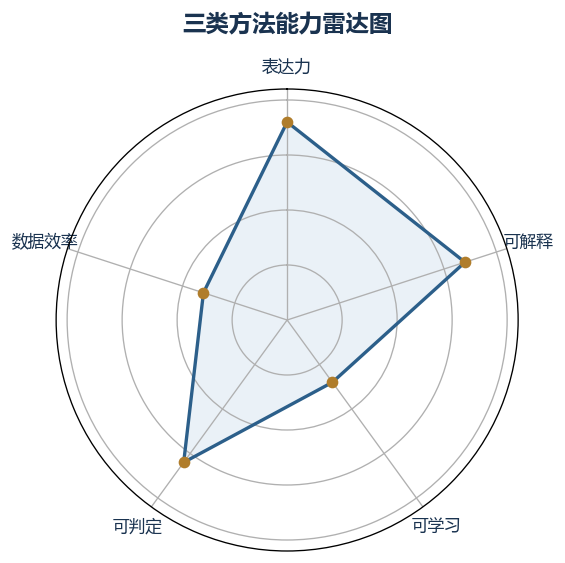 三类方法能力雷达图
表达力
数据效率
可解释
可判定
可学习